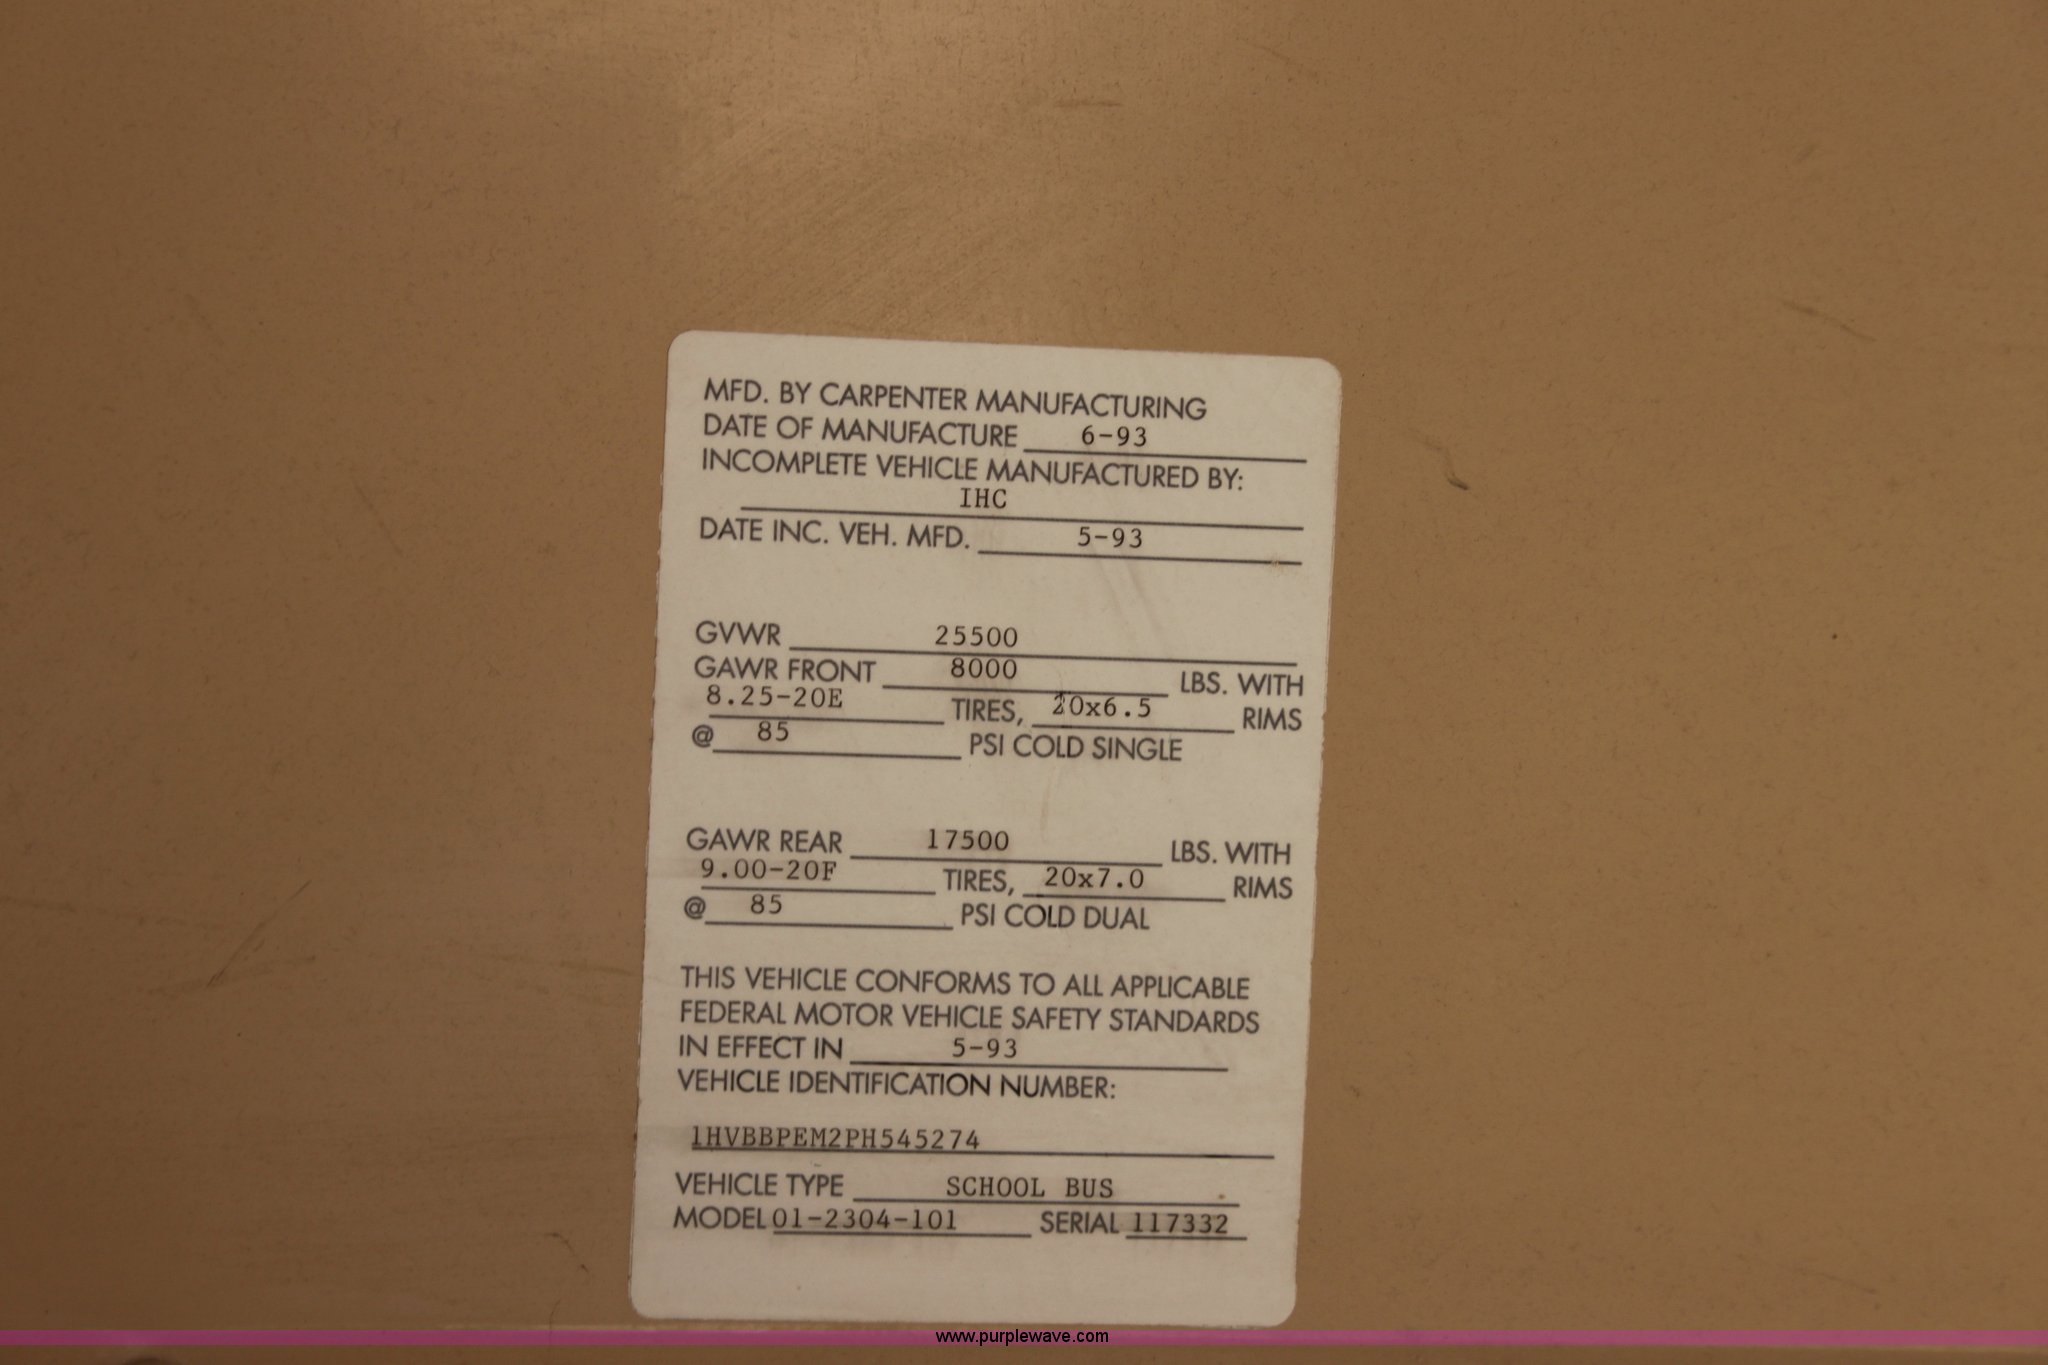 MFD. BY CARPENTER MANUFACTURING
DATE OF MANUFACTURE 6-93
INCOMPLETE VEHICLE MANUFACTURED BY:
IHC
DATE INC. VEH. MFD. 5-93
GVWR 25500
GAWR FRONT 8000 LBS. WITH
8.25-20E TIRES, 20x6.5 RIMS
@ 85 PSI COLD SINGLE
GAWR REAR 17500 LBS. WITH
9.00-20F TIRES, 20x7.0 RIMS
@ 85 PSI COLD DUAL
THIS VEHICLE CONFORMS TO ALL APPLICABLE
FEDERAL MOTOR VEHICLE SAFETY STANDARDS
IN EFFECT IN 5-93
VEHICLE IDENTIFICATION NUMBER:
1HVBBPEM2PH545274
VEHICLE TYPE SCHOOL BUS
MODEL 01-2304-101 SERIAL 117332
www.purplewave.com